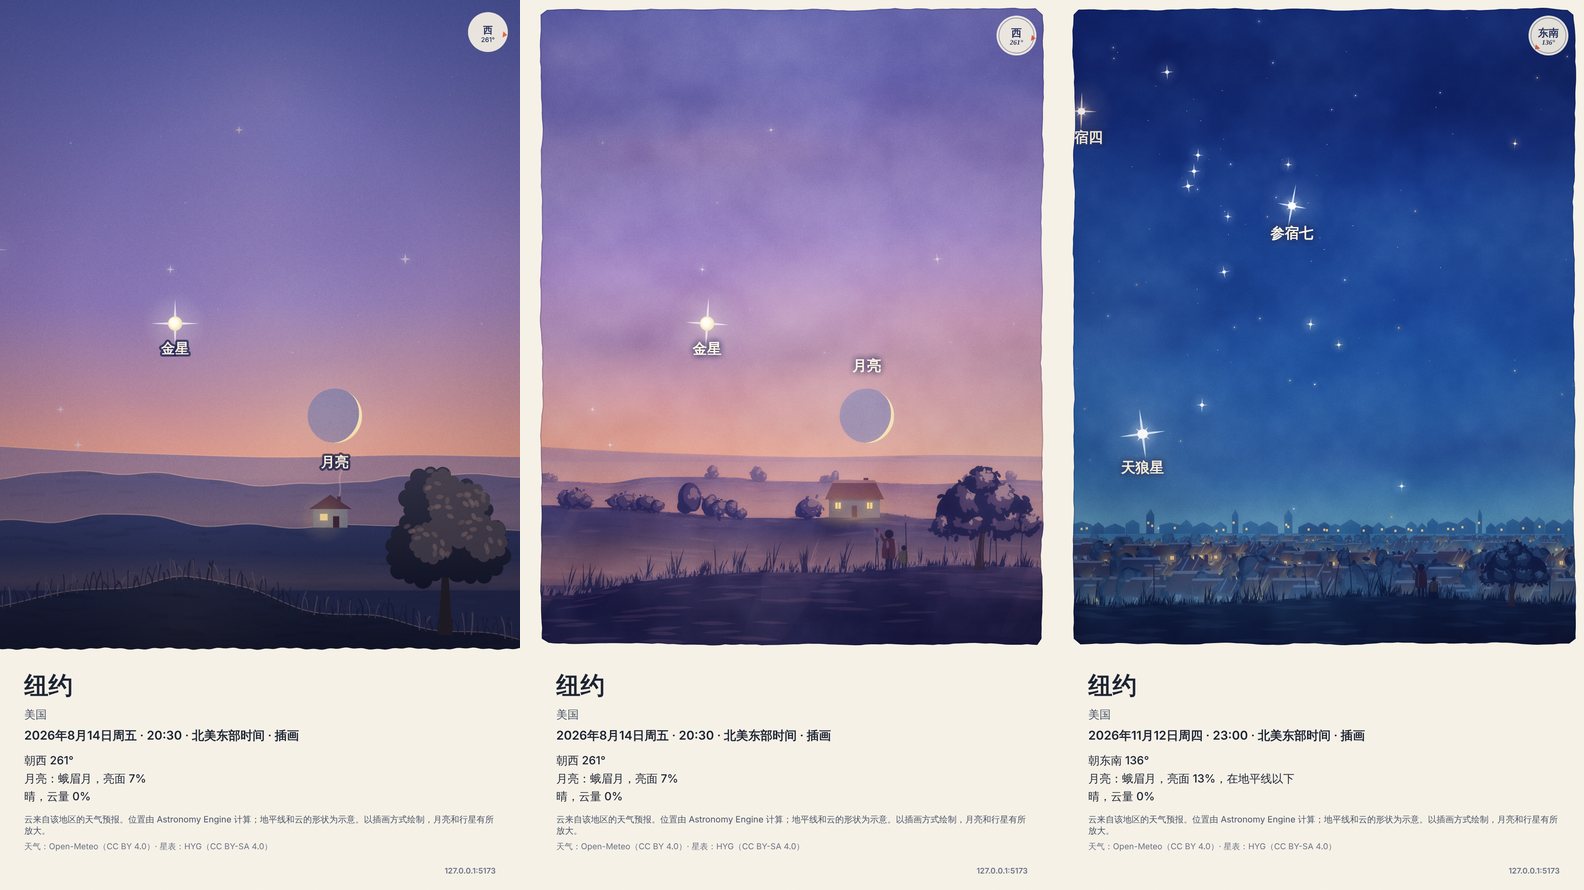 西
261°
金星
月亮
纽约
美国
2026年8月14日周五 · 20:30 · 北美东部时间 · 插画
朝西 261°
月亮：蛾眉月，亮面 7%
晴，云量 0%
云来自该地区的天气预报、位置由 Astronomy Engine 计算；地平线和云的形状为示意、以插画方式绘制，月亮和行星有所
放大。
天气：Open-Meteo（CC BY 4.0）· 星表：HYG（CC BY-SA 4.0）
127.0.0.1:5173
西
261°
金星
月亮
纽约
美国
2026年8月14日周五 · 20:30 · 北美东部时间 · 插画
朝西 261°
月亮：蛾眉月，亮面 7%
晴，云量 0%
云来自该地区的天气预报、位置由 Astronomy Engine 计算；地平线和云的形状为示意、以插画方式绘制，月亮和行星有所
放大。
天气：Open-Meteo（CC BY 4.0）· 星表：HYG（CC BY-SA 4.0）
127.0.0.1:5173
东南
136°
宿四
参宿七
天狼星
纽约
美国
2026年11月12日周四 · 23:00 · 北美东部时间 · 插画
朝东南 136°
月亮：蛾眉月，亮面 13%，在地平线以下
晴，云量 0%
云来自该地区的天气预报、位置由 Astronomy Engine 计算；地平线和云的形状为示意、以插画方式绘制，月亮和行星有所
放大。
天气：Open-Meteo（CC BY 4.0）· 星表：HYG（CC BY-SA 4.0）
127.0.0.1:5173